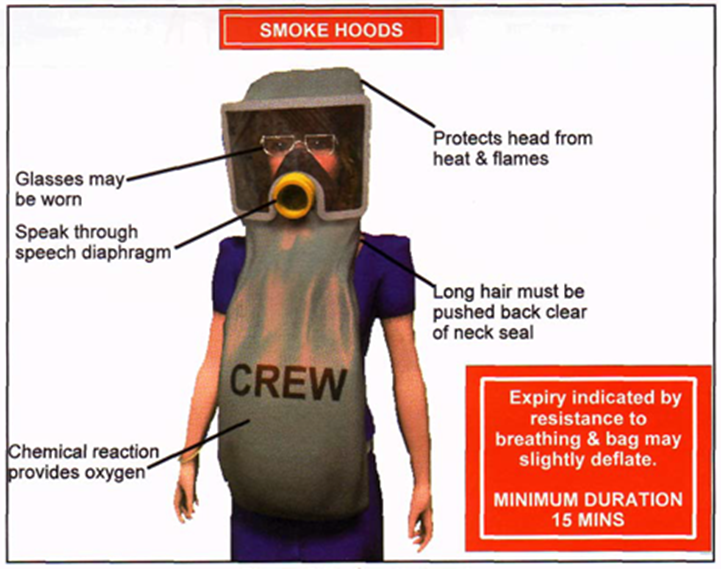 SMOKE HOODS
Protects head from
heat & flames
Glasses may
be worn
Speak through
speech diaphragm
Long hair must be
pushed back clear
of neck seal
CREW
Expiry indicated by
resistance to
breathing & bag may
slightly deflate.
MINIMUM DURATION
15 MINS
Chemical reaction
provides oxygen